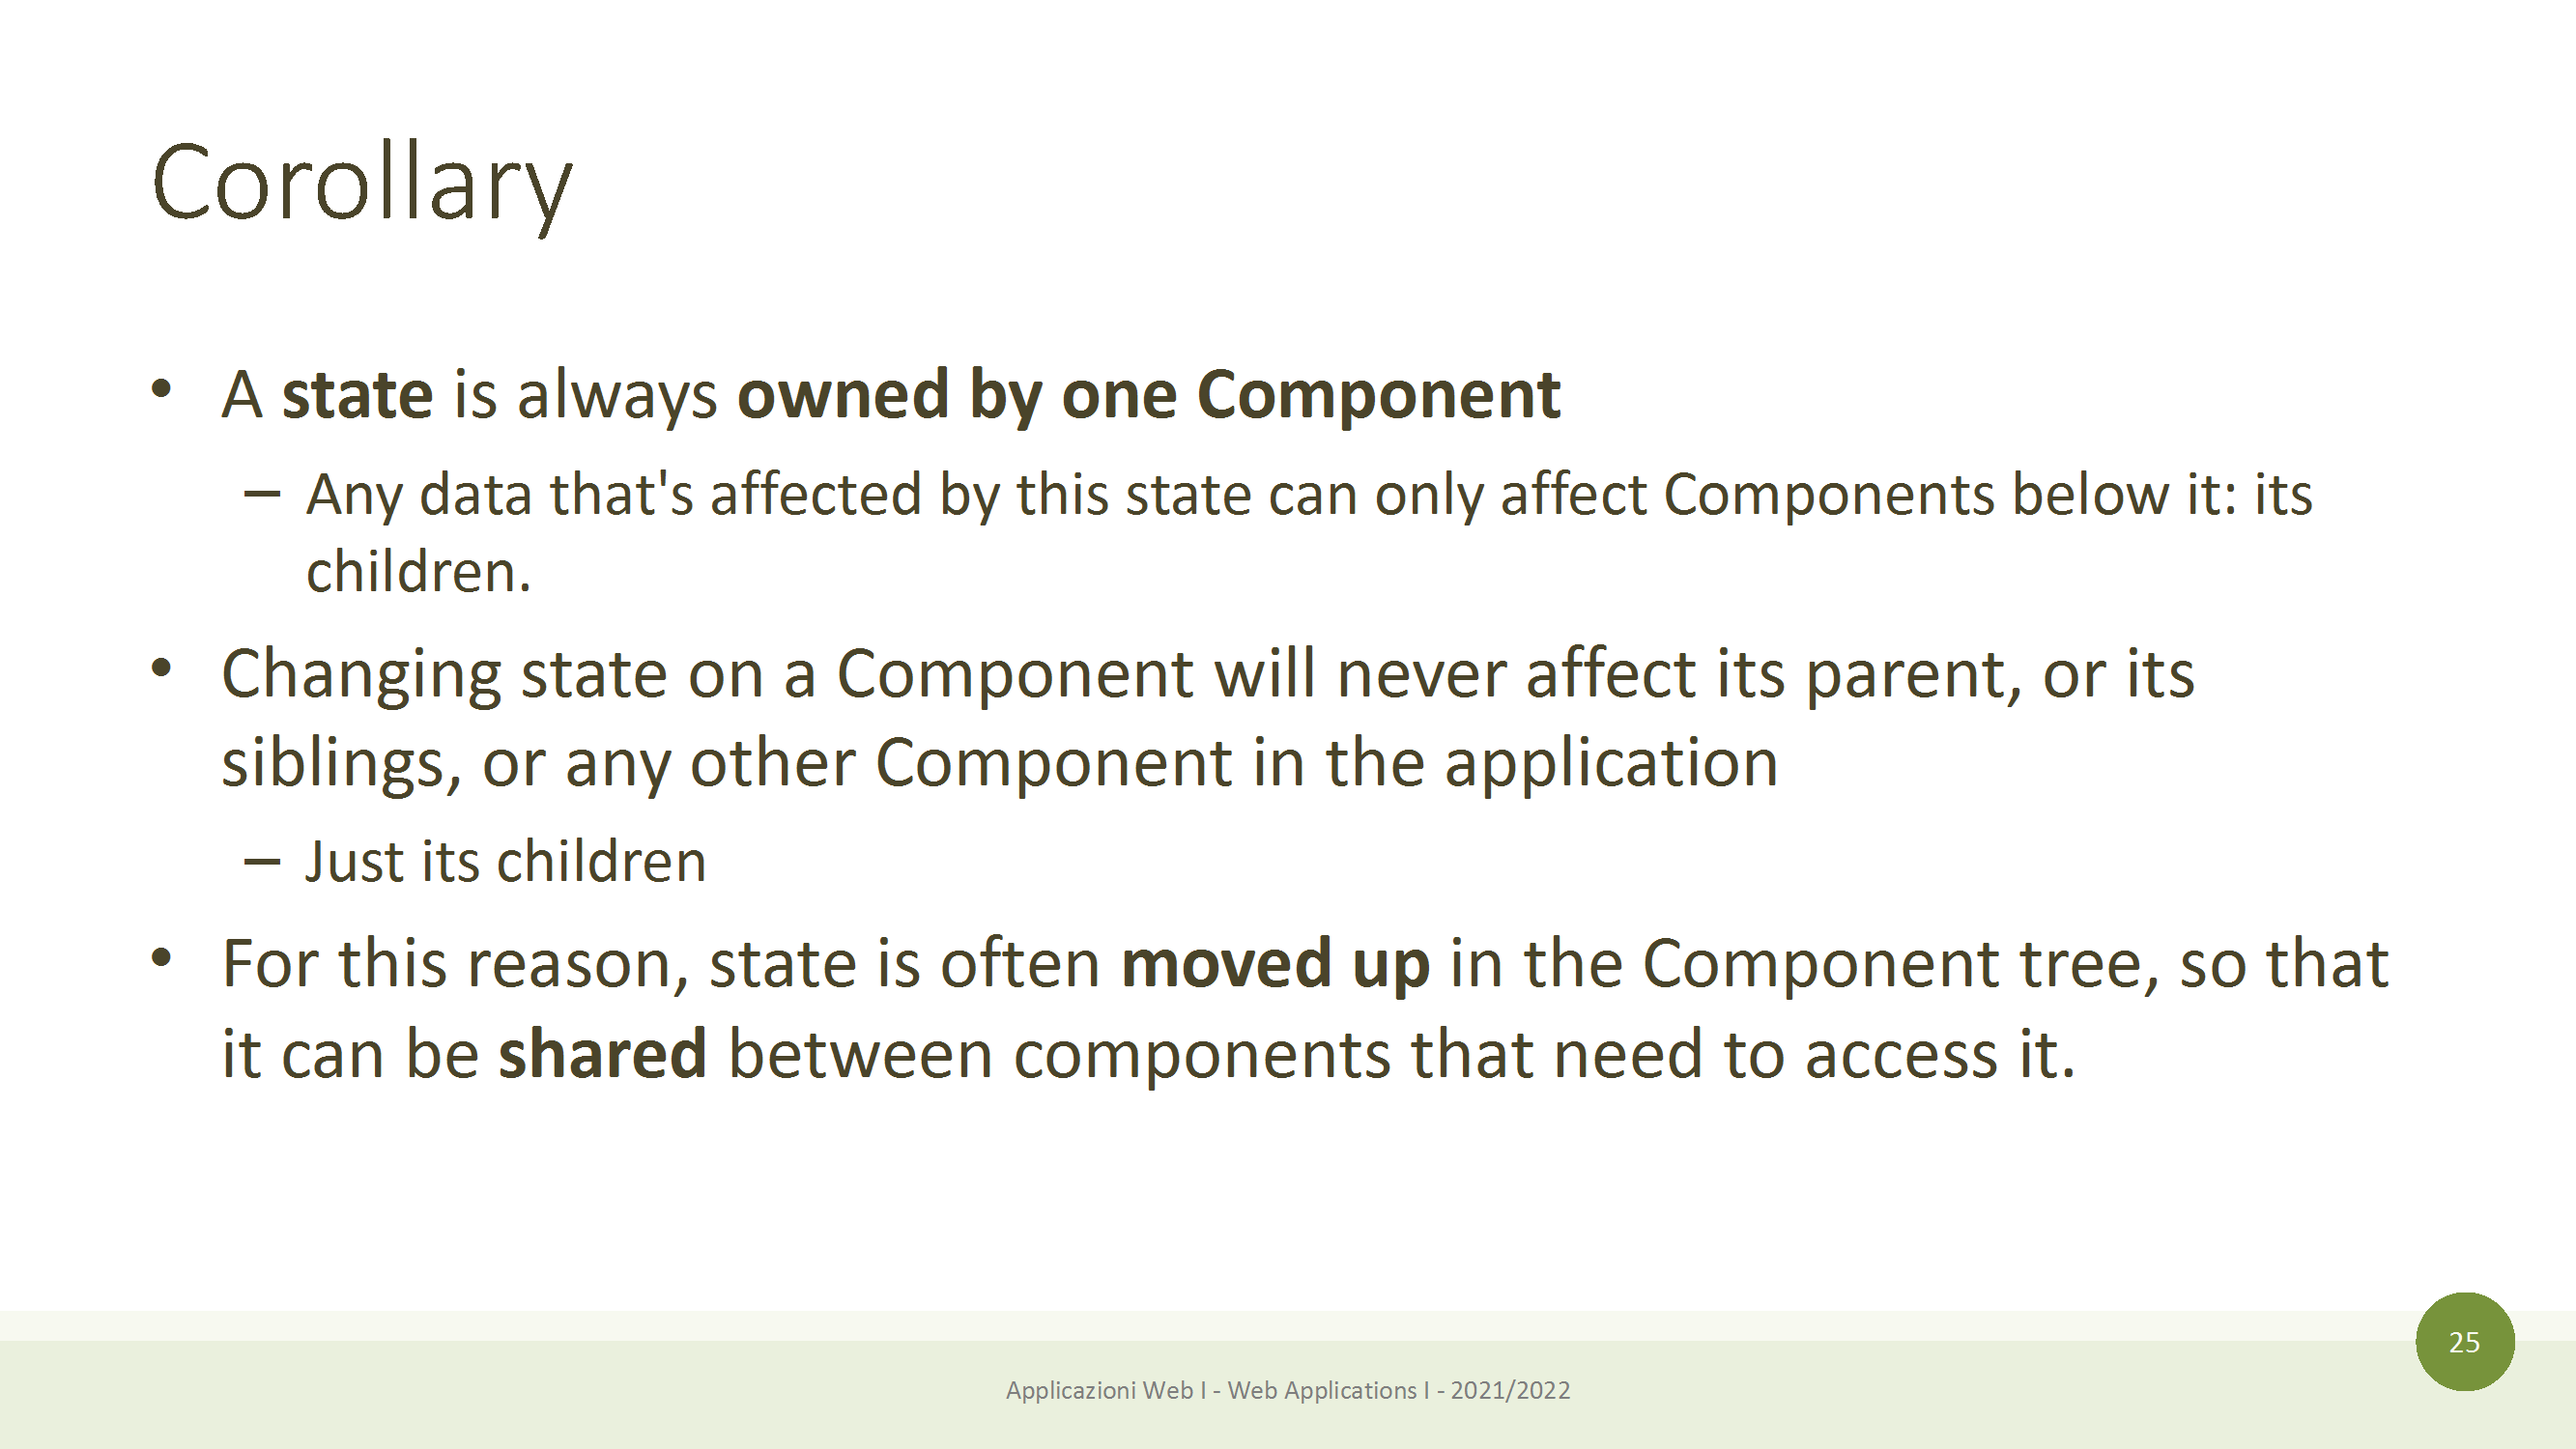 Corollary
• A state is always owned by one Component
– Any data that's affected by this state can only affect Components below it: its
children.
• Changing state on a Component will never affect its parent, or its
siblings, or any other Component in the application
– Just its children
• For this reason, state is often moved up in the Component tree, so that
it can be shared between components that need to access it.
25
Applicazioni Web I - Web Applications I - 2021/2022